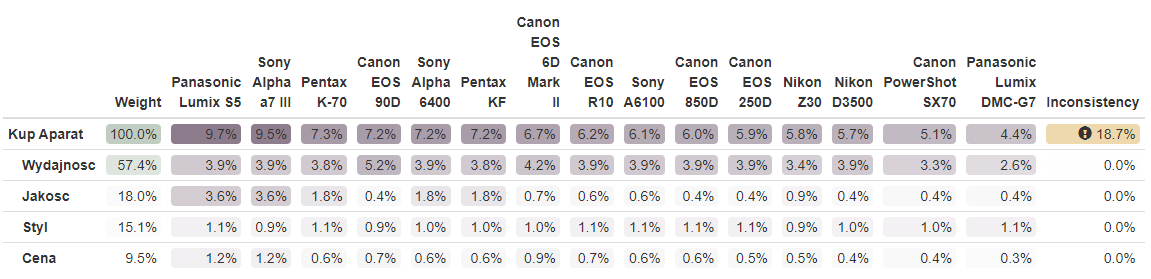 Weight Panasonic Lumix S5 Sony Alpha a7 III Pentax K-70 Canon EOS 90D Sony Alpha 6400 Pentax KF Canon EOS 6D Mark II Canon EOS R10 Sony A6100 Canon EOS 850D Canon EOS 250D Nikon Z30 Nikon D3500 Canon PowerShot SX70 Panasonic Lumix DMC-G7 Inconsistency
Kup Aparat 100.0% 9.7% 9.5% 7.3% 7.2% 7.2% 7.2% 6.7% 6.2% 6.1% 6.0% 5.9% 5.8% 5.7% 5.1% 4.4% 18.7%
Wydajnosc 57.4% 3.9% 3.9% 3.8% 5.2% 3.9% 3.8% 4.2% 3.9% 3.9% 3.9% 3.9% 3.4% 3.9% 3.3% 2.6% 0.0%
Jakosc 18.0% 3.6% 3.6% 1.8% 0.4% 1.8% 1.8% 0.7% 0.6% 0.6% 0.4% 0.4% 0.9% 0.4% 0.4% 0.4% 0.0%
Styl 15.1% 1.1% 0.9% 1.1% 0.9% 1.0% 1.0% 1.0% 1.1% 1.1% 1.1% 1.1% 0.9% 1.0% 1.0% 1.1% 0.0%
Cena 9.5% 1.2% 1.2% 0.6% 0.7% 0.6% 0.6% 0.9% 0.7% 0.6% 0.6% 0.5% 0.5% 0.4% 0.4% 0.3% 0.0%